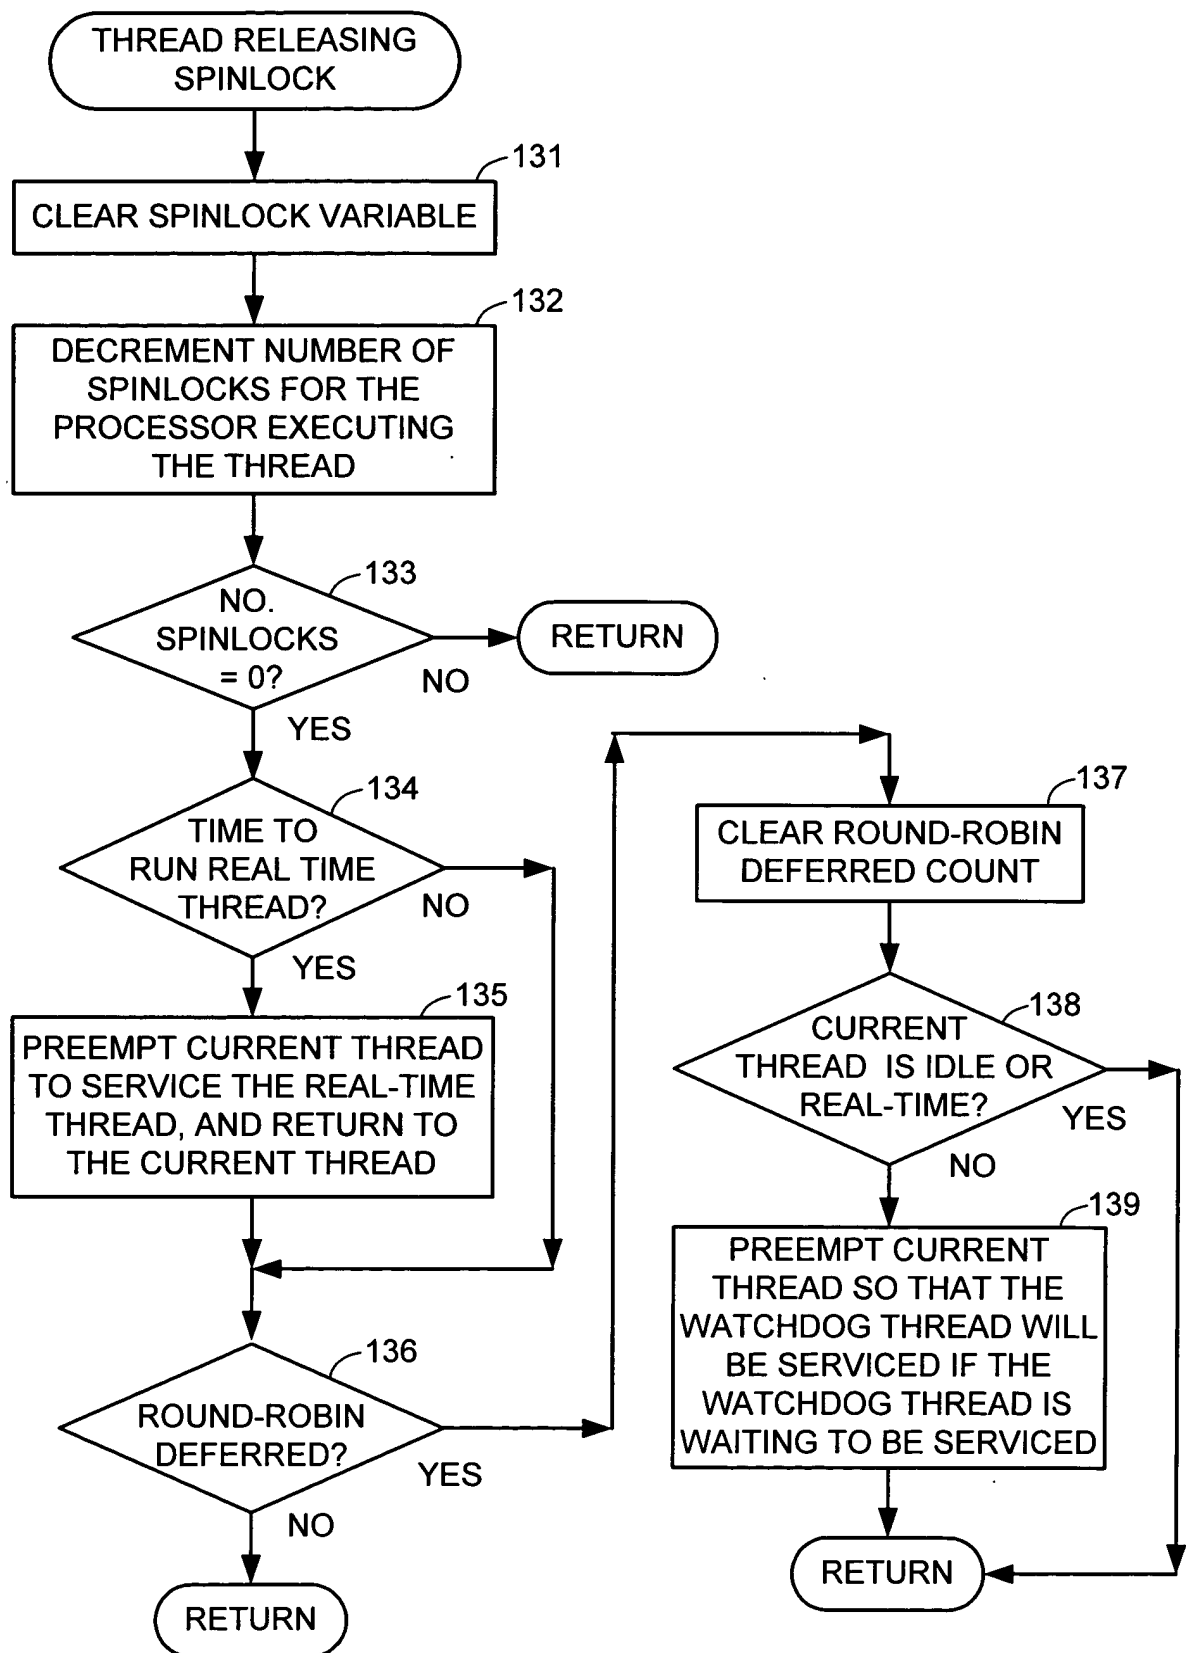 THREAD RELEASING
SPINLOCK
131
CLEAR SPINLOCK VARIABLE
132
DECREMENT NUMBER OF
SPINLOCKS FOR THE
PROCESSOR EXECUTING
THE THREAD
133
NO.
SPINLOCKS
= 0?
NO
RETURN
YES
134
TIME TO
RUN REAL TIME
THREAD?
NO
YES
135
PREEMPT CURRENT THREAD
TO SERVICE THE REAL-TIME
THREAD, AND RETURN TO
THE CURRENT THREAD
136
ROUND-ROBIN
DEFERRED?
YES
NO
RETURN
137
CLEAR ROUND-ROBIN
DEFERRED COUNT
138
CURRENT
THREAD IS IDLE OR
REAL-TIME?
YES
NO
139
PREEMPT CURRENT
THREAD SO THAT THE
WATCHDOG THREAD WILL
BE SERVICED IF THE
WATCHDOG THREAD IS
WAITING TO BE SERVICED
RETURN